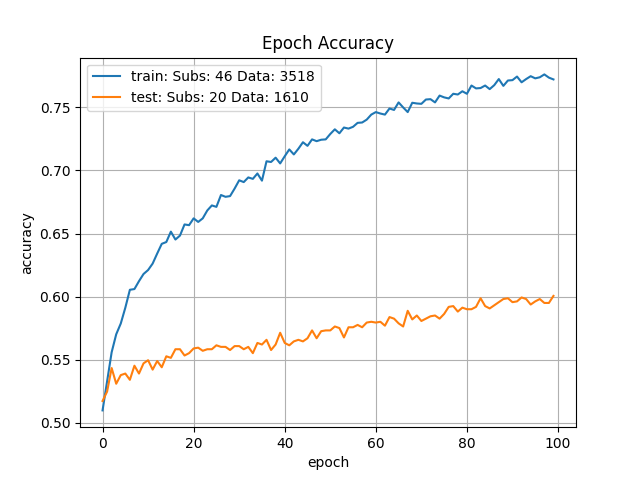 Epoch Accuracy
train: Subs: 46 Data: 3518
test: Subs: 20 Data: 1610
accuracy
0.75
0.70
0.65
0.60
0.55
0.50
0 20 40 60 80 100
epoch